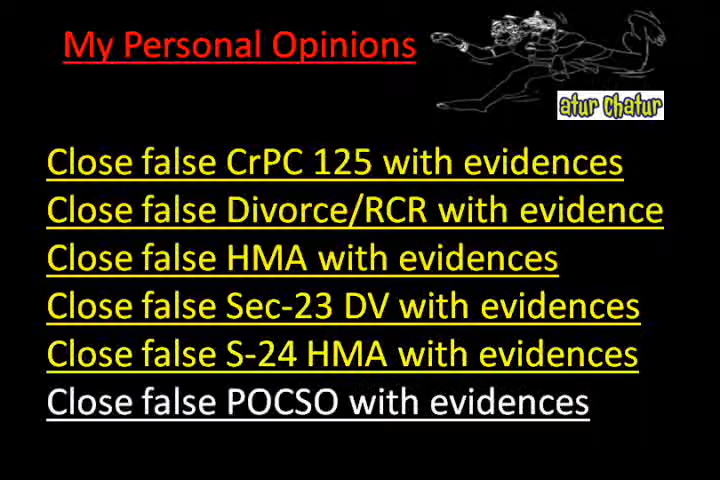 My Personal Opinions
atur Chatur
Close false CrPC 125 with evidences
Close false Divorce/RCR with evidence
Close false HMA with evidences
Close false Sec-23 DV with evidences
Close false S-24 HMA with evidences
Close false POCSO with evidences